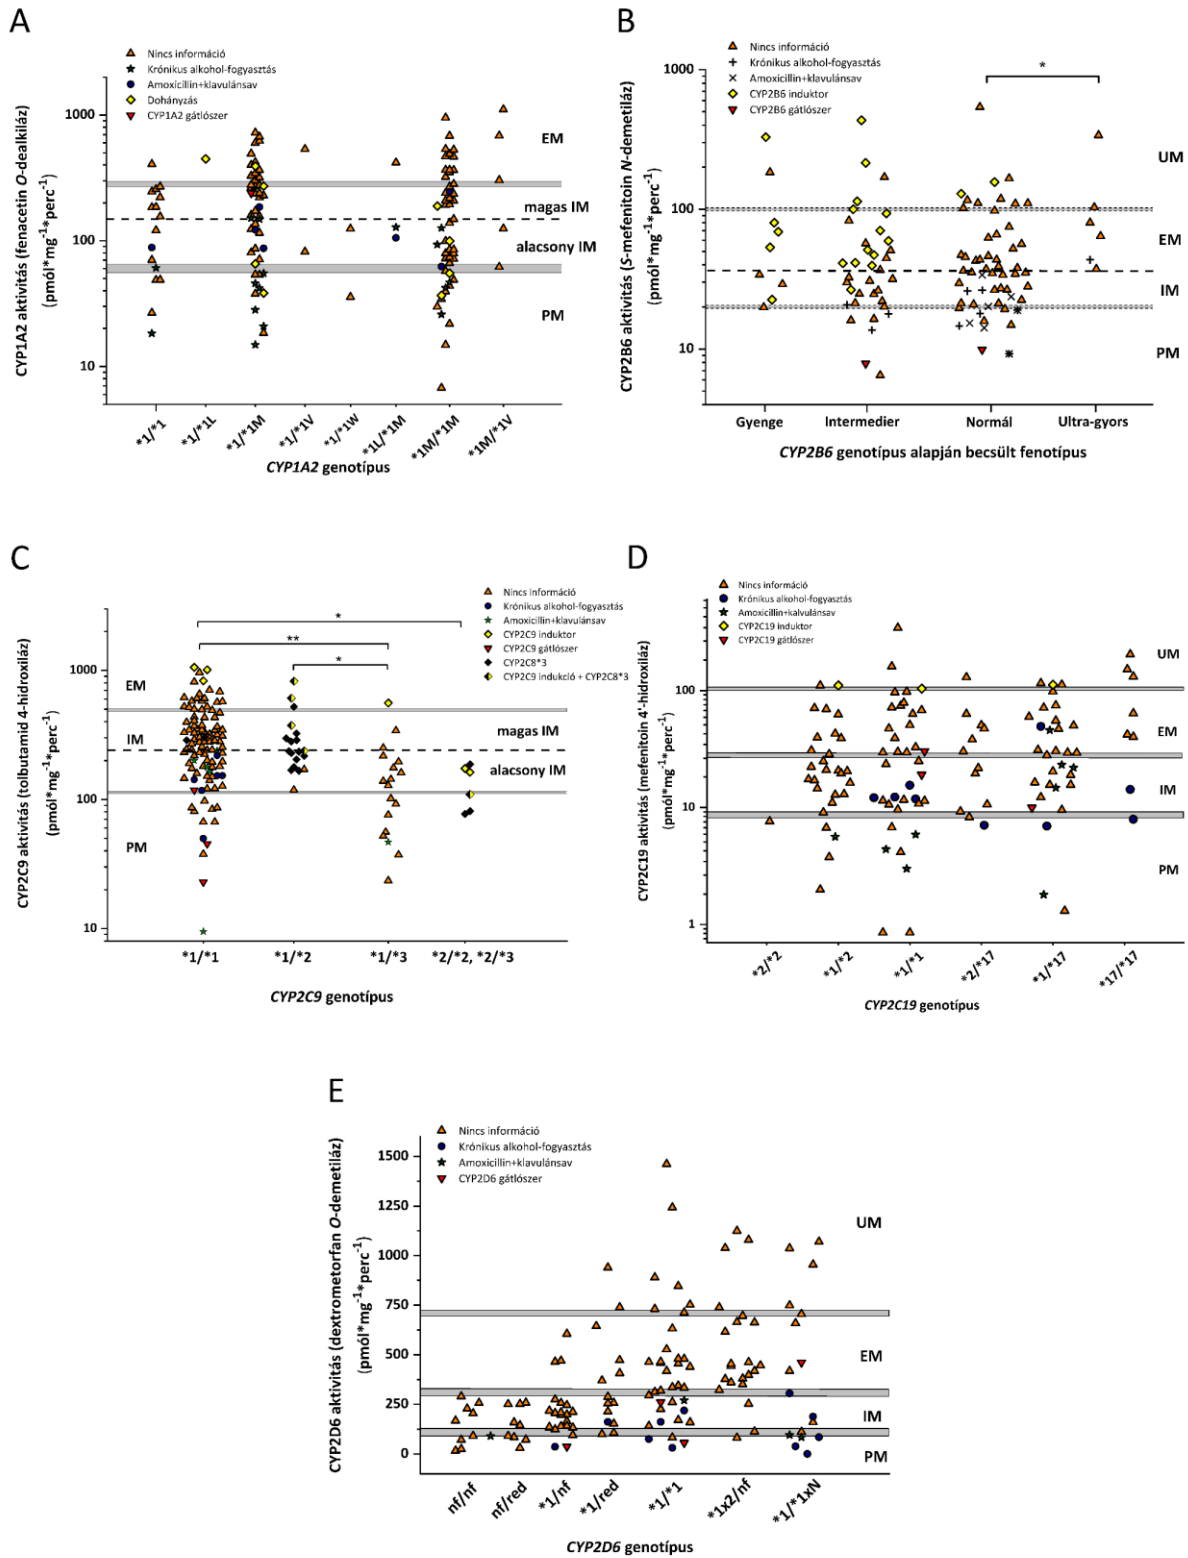 A
Nincs információ
Krónikus alkohol-fogyasztás
Amoxicillin+klavulánsav
Dohányzás
CYP1A2 gátlószer
CYP1A2 aktivitás (fenacetin O-dealkiláz)
(pmól*mg⁻¹*perc⁻¹)
1000
100
10
EM
magas IM
alacsony IM
PM
*1/*1
*1/*1L
*1/*1M
*1/*1V
*1/*1W
*1L/*1M
*1M/*1M
*1M/*1V
CYP1A2 genotípus
B
Nincs információ
Krónikus alkohol-fogyasztás
Amoxicillin+klavulánsav
CYP2B6 induktor
CYP2B6 gátlószer
*
CYP2B6 aktivitás (S-mefenitoin N-demetiláz)
(pmól*mg⁻¹*perc⁻¹)
1000
100
10
UM
EM
IM
PM
Gyenge
Intermedier
Normál
Ultra-gyors
CYP2B6 genotípus alapján becsült fenotípus
C
Nincs információ
Krónikus alkohol-fogyasztás
Amoxicillin+klavulánsav
CYP2C9 induktor
CYP2C9 gátlószer
CYP2C8*3
CYP2C9 indukció + CYP2C8*3
*
**
*
CYP2C9 aktivitás (tolbutamid 4-hidroxiláz)
(pmól*mg⁻¹*perc⁻¹)
1000
100
10
EM
IM
PM
magas IM
alacsony IM
*1/*1
*1/*2
*1/*3
*2/*2, *2/*3
CYP2C9 genotípus
D
Nincs információ
Krónikus alkohol-fogyasztás
Amoxicillin+kalvulánsav
CYP2C19 induktor
CYP2C19 gátlószer
CYP2C19 aktivitás (mefenitoin 4'-hidroxiláz)
(pmól*mg⁻¹*perc⁻¹)
100
10
1
UM
EM
IM
PM
*2/*2
*1/*2
*1/*1
*2/*17
*1/*17
*17/*17
CYP2C19 genotípus
E
Nincs információ
Krónikus alkohol-fogyasztás
Amoxicillin+klavulánsav
CYP2D6 gátlószer
CYP2D6 aktivitás (dextrometorfan O-demetiláz)
(pmól*mg⁻¹*perc⁻¹)
1500
1250
1000
750
500
250
0
UM
EM
IM
PM
nf/nf
nf/red
*1/nf
*1/red
*1/*1
*1x2/nf
*1/*1xN
CYP2D6 genotípus